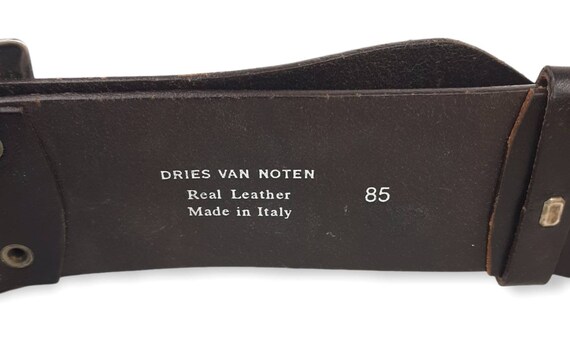 DRIES VAN NOTEN
Real Leather
Made in Italy
85